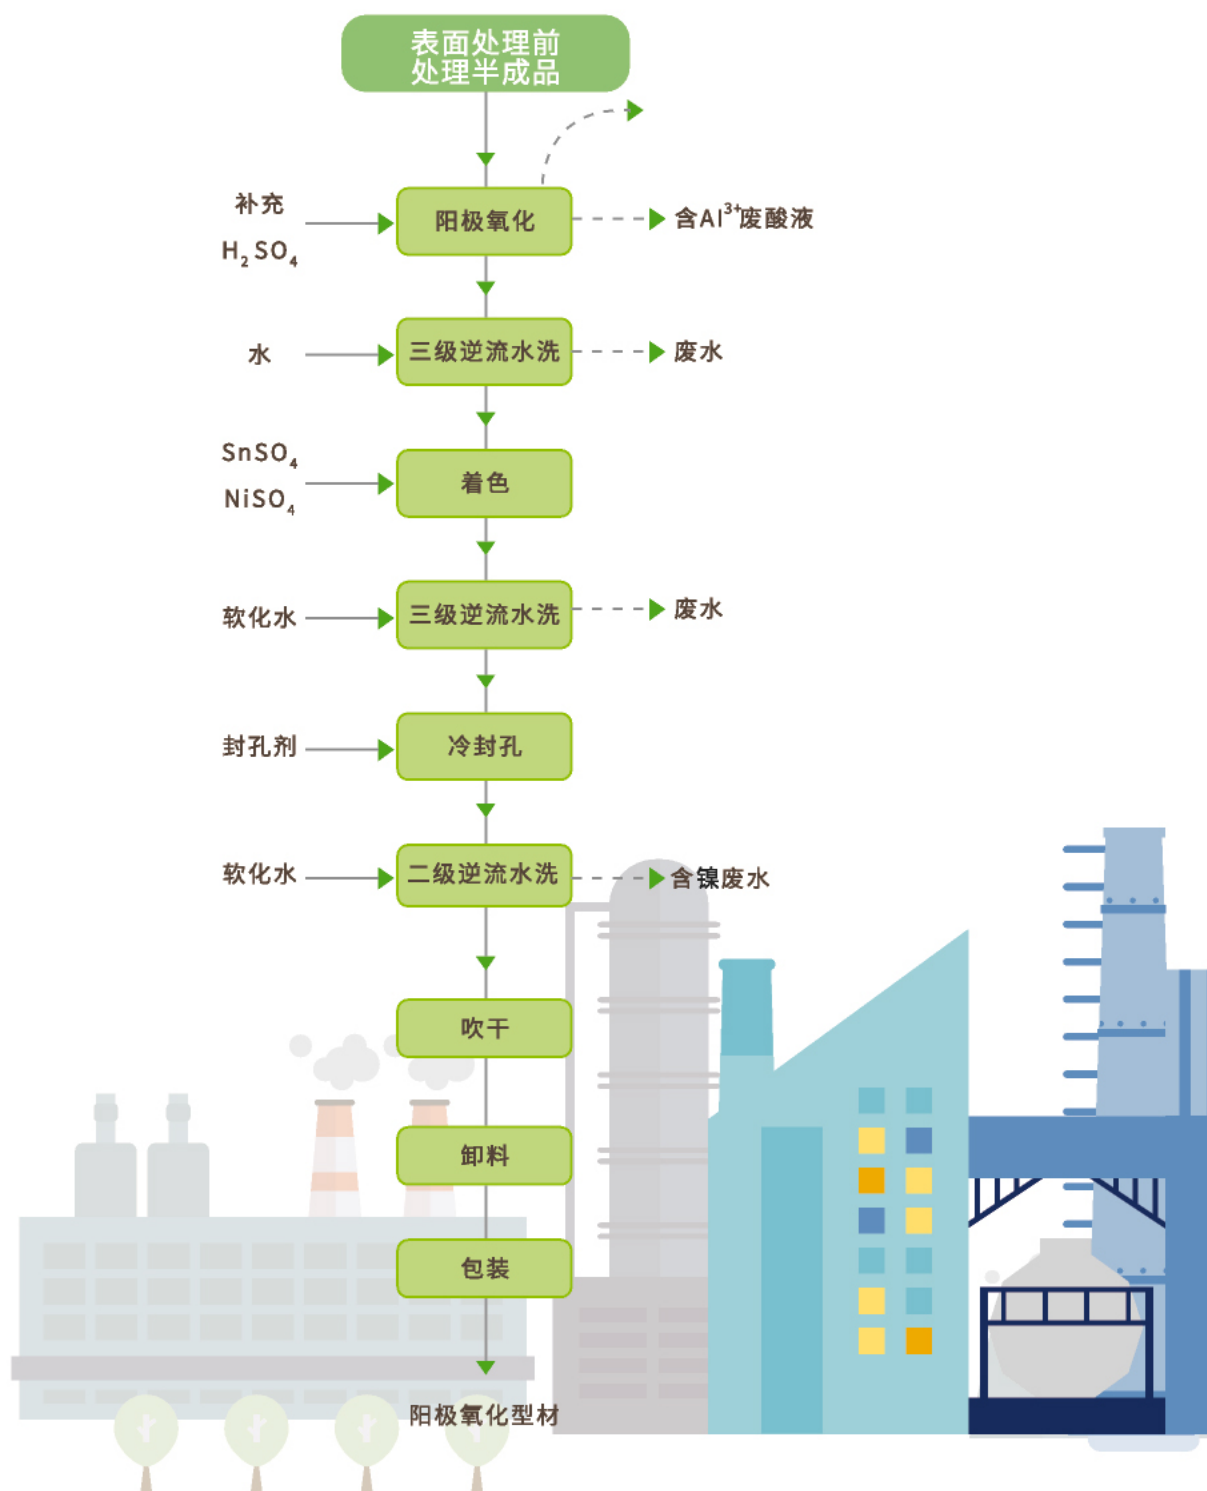 表面处理前
处理半成品
补充
H₂SO₄
阳极氧化
含Al³⁺废酸液
水
三级逆流水洗
废水
SnSO₄
NiSO₄
着色
软化水
三级逆流水洗
废水
封孔剂
冷封孔
软化水
二级逆流水洗
含镍废水
吹干
卸料
包装
阳极氧化型材